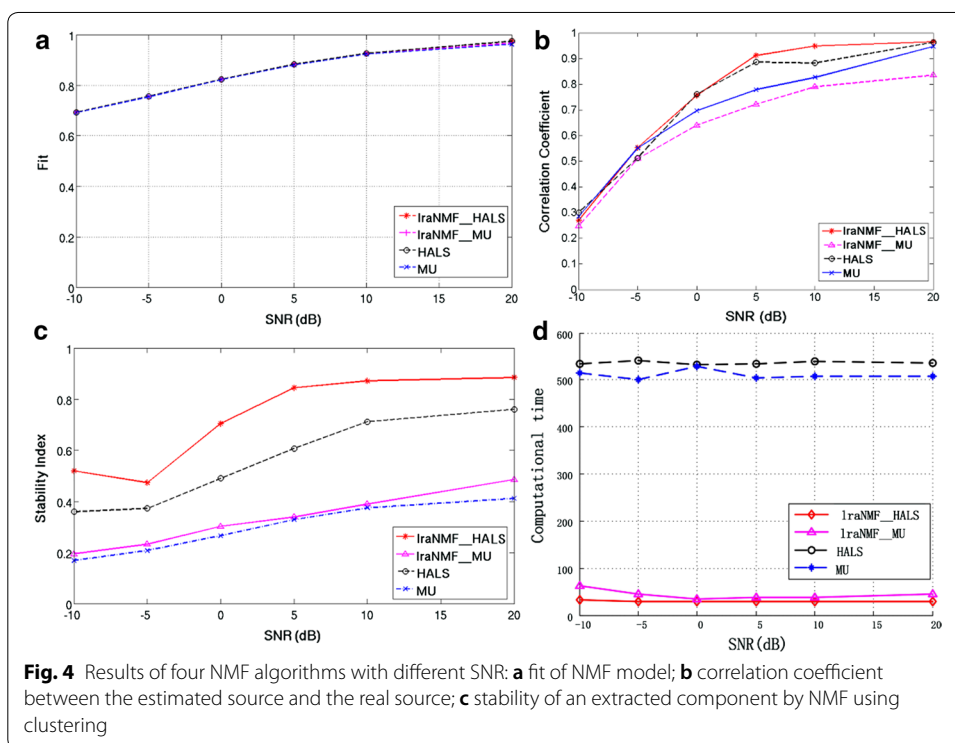 a
1
0.8
0.6
0.4
0.2
0
Fit
-10 -5 0 5 10 15 20
SNR (dB)
lraNMF__HALS
lraNMF__MU
HALS
MU
b
1
0.9
0.8
0.7
0.6
0.5
0.4
0.3
0.2
0.1
0
Correlation Coefficient
-10 -5 0 5 10 15 20
SNR (dB)
lraNMF__HALS
lraNMF__MU
HALS
MU
c
1
0.8
0.6
0.4
0.2
0
Stability Index
-10 -5 0 5 10 15 20
SNR (dB)
lraNMF__HALS
lraNMF__MU
HALS
MU
d
600
500
400
300
200
100
0
Computational time
-10 -5 0 5 10 15 20
SNR(dB)
lraNMF__HALS
lraNMF__MU
HALS
MU
Fig. 4 Results of four NMF algorithms with different SNR: a fit of NMF model; b correlation coefficient
between the estimated source and the real source; c stability of an extracted component by NMF using
clustering